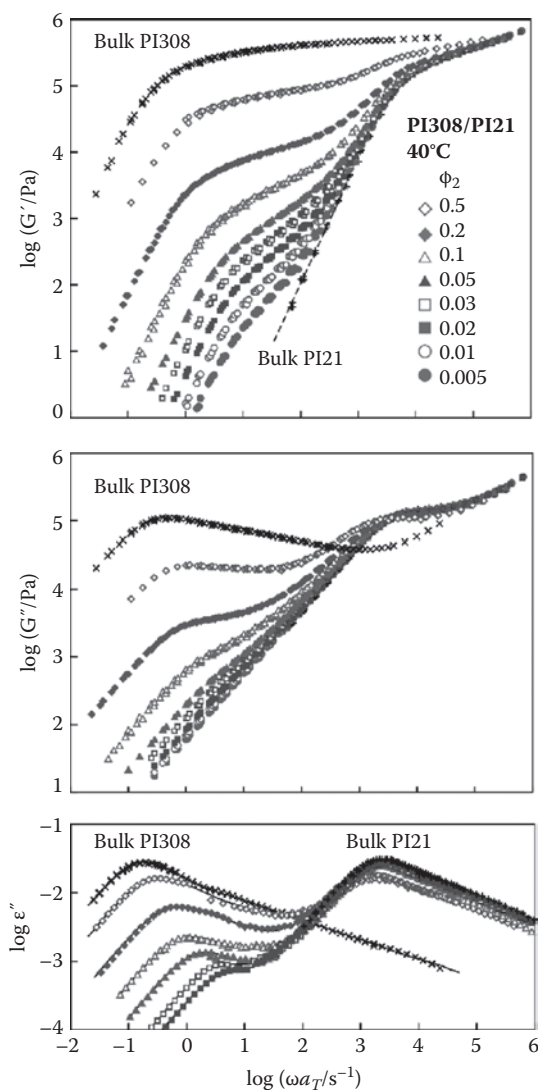 6
Bulk PI308
5
4
3
2
1
0
log (G′/Pa)
PI308/PI21
40°C
ϕ₂
0.5
0.2
0.1
0.05
0.03
0.02
0.01
0.005
Bulk PI21
6
Bulk PI308
5
4
3
2
1
log (G″/Pa)
−1
Bulk PI308 Bulk PI21
−2
−3
−4
log ε″
−2 −1 0 1 2 3 4 5 6
log (ωa_T/s⁻¹)